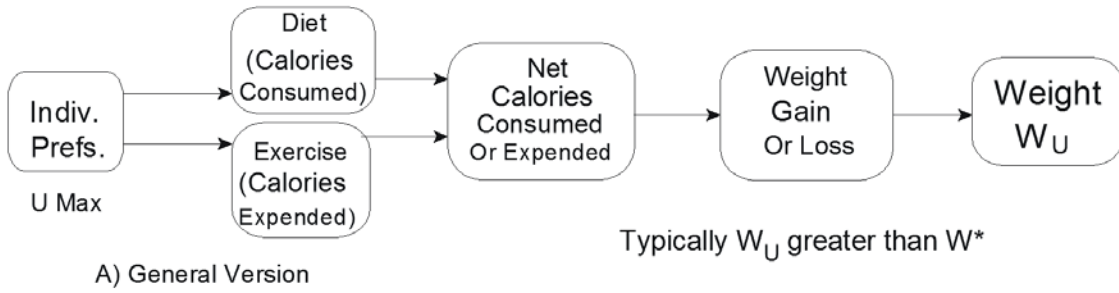 Indiv.
Prefs.
U Max
Diet
(Calories
Consumed)
Exercise
(Calories
Expended)
Net
Calories
Consumed
Or Expended
Weight
Gain
Or Loss
Weight
W_U
Typically W_U greater than W*
A) General Version